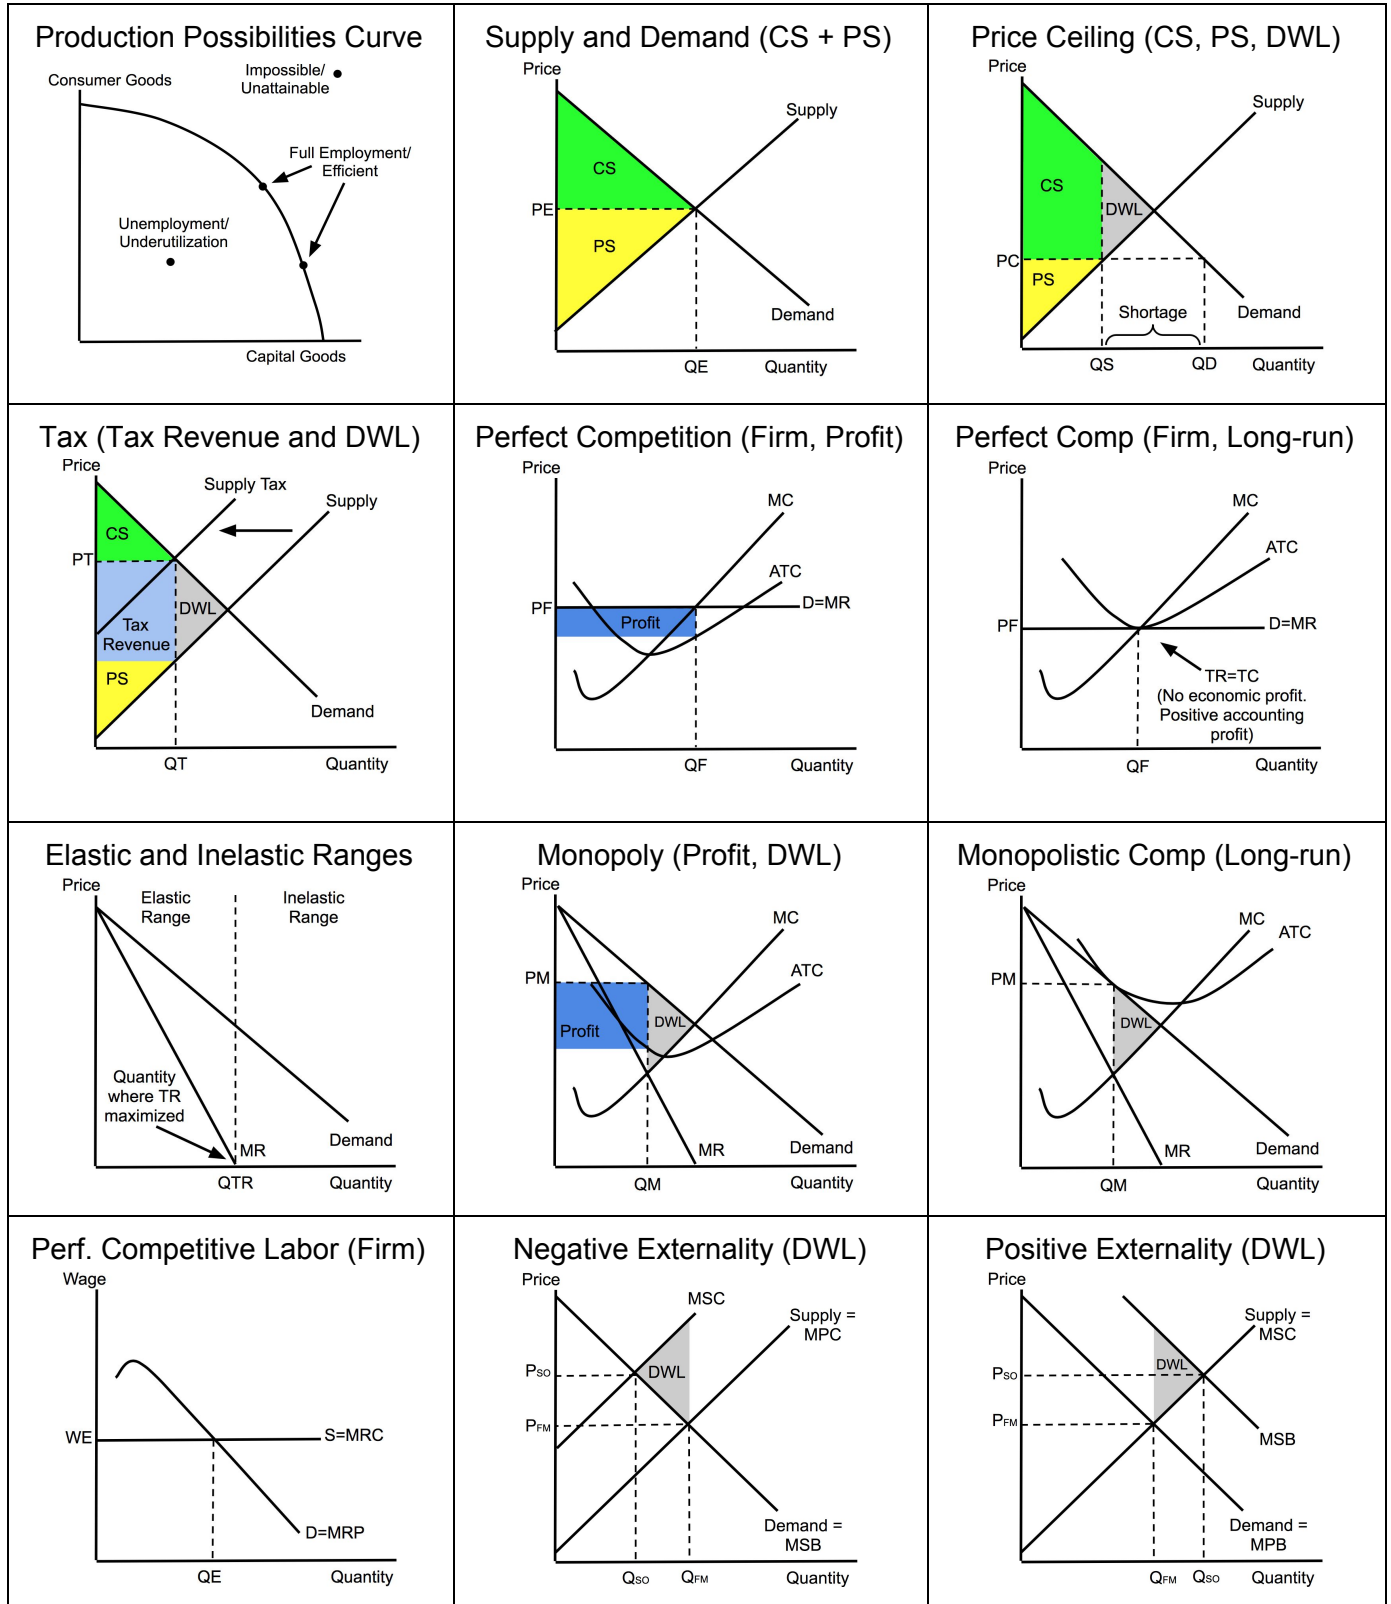 Production Possibilities Curve
Consumer Goods
Impossible/
Unattainable
Full Employment/
Efficient
Unemployment/
Underutilization
Capital Goods
Supply and Demand (CS + PS)
Price
Supply
CS
PE
PS
Demand
QE
Quantity
Price Ceiling (CS, PS, DWL)
Price
Supply
CS
DWL
PC
PS
Shortage
Demand
QS
QD
Quantity
Tax (Tax Revenue and DWL)
Price
Supply Tax
Supply
CS
PT
DWL
Tax
Revenue
PS
Demand
QT
Quantity
Perfect Competition (Firm, Profit)
Price
MC
ATC
PF
D=MR
Profit
QF
Quantity
Perfect Comp (Firm, Long-run)
Price
MC
ATC
PF
D=MR
TR=TC
(No economic profit.
Positive accounting
profit)
QF
Quantity
Elastic and Inelastic Ranges
Price
Elastic
Range
Inelastic
Range
Quantity
where TR
maximized
MR
Demand
QTR
Quantity
Monopoly (Profit, DWL)
Price
MC
ATC
PM
DWL
Profit
MR
Demand
QM
Quantity
Monopolistic Comp (Long-run)
Price
MC
ATC
PM
DWL
MR
Demand
QM
Quantity
Perf. Competitive Labor (Firm)
Wage
WE
S=MRC
D=MRP
QE
Quantity
Negative Externality (DWL)
Price
MSC
Supply =
MPC
PSO
DWL
PFM
Demand =
MSB
QSO
QFM
Quantity
Positive Externality (DWL)
Price
Supply =
MSC
DWL
PSO
PFM
MSB
Demand =
MPB
QFM
QSO
Quantity